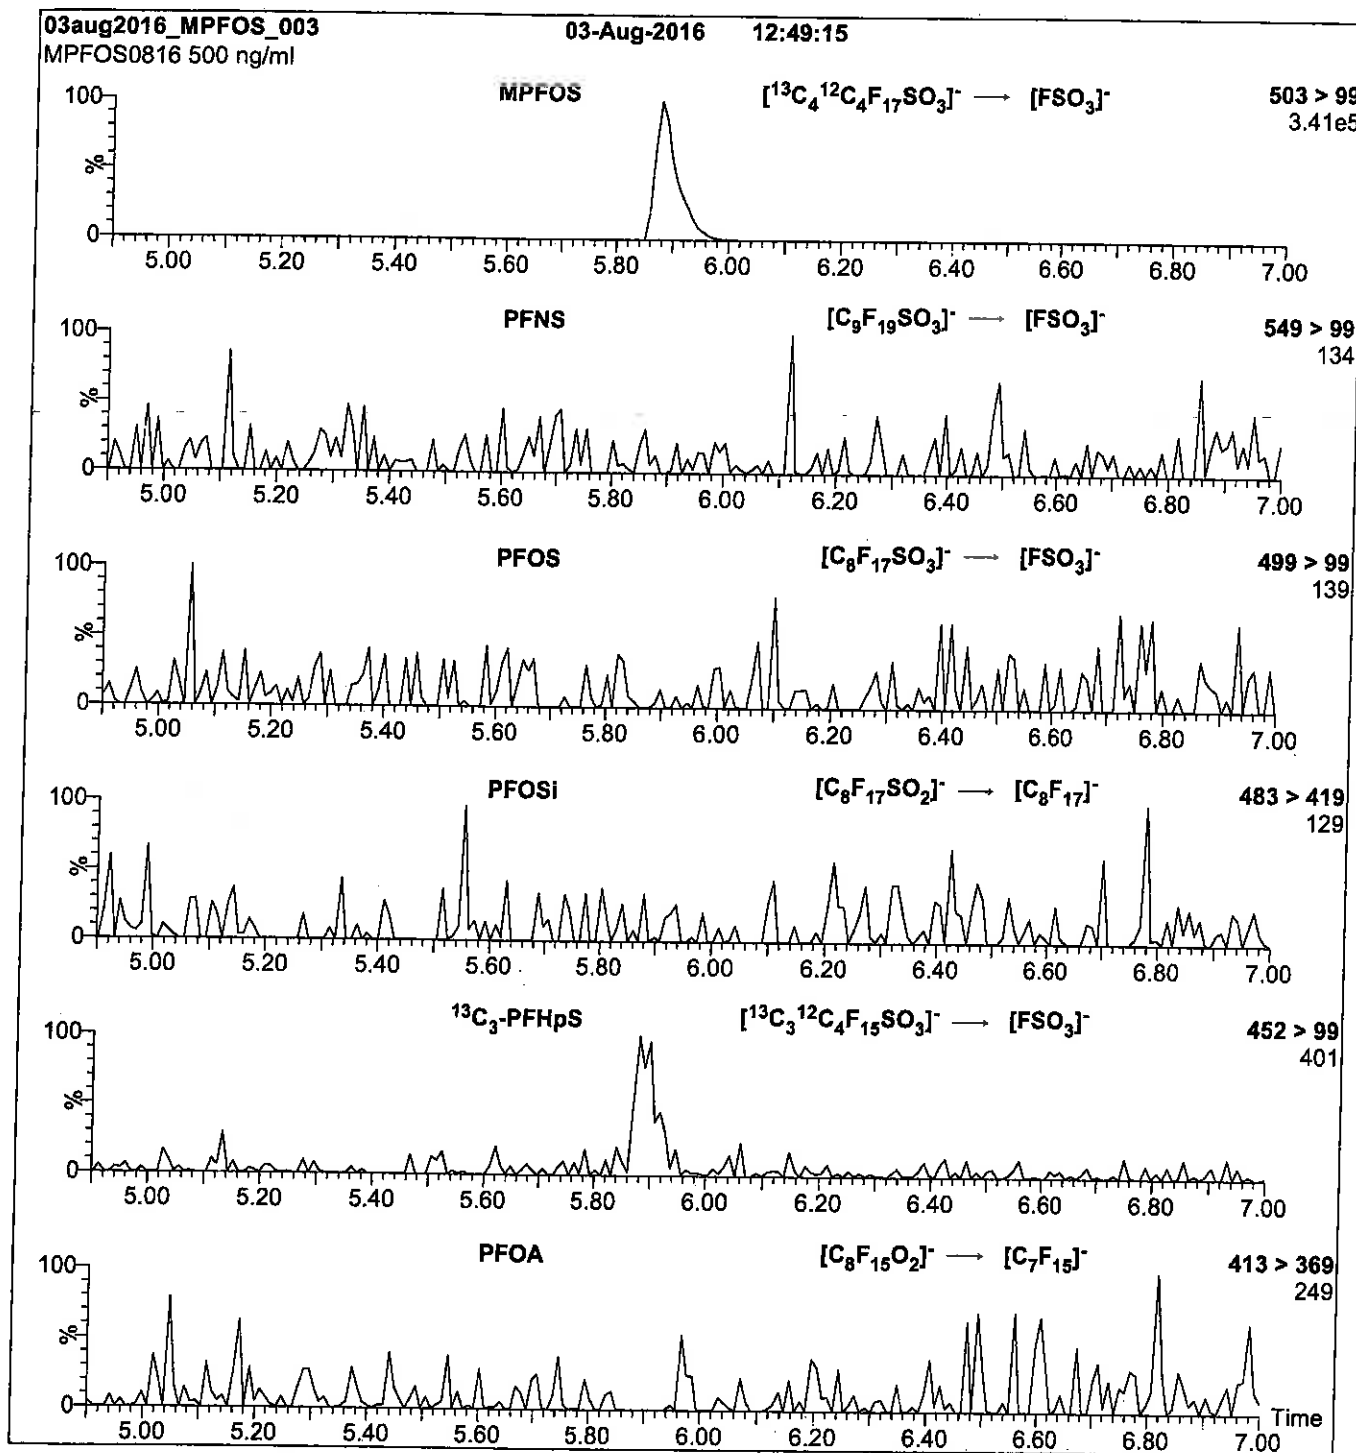 03aug2016_MPFOS_003 03-Aug-2016 12:49:15
MPFOS0816 500 ng/ml
MPFOS [¹³C₄¹²C₄F₁₇SO₃]⁻ → [FSO₃]⁻ 503 > 99
3.41e5
100
%
0
5.00 5.20 5.40 5.60 5.80 6.00 6.20 6.40 6.60 6.80 7.00
PFNS [C₉F₁₉SO₃]⁻ → [FSO₃]⁻ 549 > 99
134
100
%
0
5.00 5.20 5.40 5.60 5.80 6.00 6.20 6.40 6.60 6.80 7.00
PFOS [C₈F₁₇SO₃]⁻ → [FSO₃]⁻ 499 > 99
139
100
%
0
5.00 5.20 5.40 5.60 5.80 6.00 6.20 6.40 6.60 6.80 7.00
PFOSi [C₈F₁₇SO₂]⁻ → [C₈F₁₇]⁻ 483 > 419
129
100
%
0
5.00 5.20 5.40 5.60 5.80 6.00 6.20 6.40 6.60 6.80 7.00
¹³C₃-PFHpS [¹³C₃¹²C₄F₁₅SO₃]⁻ → [FSO₃]⁻ 452 > 99
401
100
%
0
5.00 5.20 5.40 5.60 5.80 6.00 6.20 6.40 6.60 6.80 7.00
PFOA [C₈F₁₅O₂]⁻ → [C₇F₁₅]⁻ 413 > 369
249
100
%
0
5.00 5.20 5.40 5.60 5.80 6.00 6.20 6.40 6.60 6.80 7.00 Time